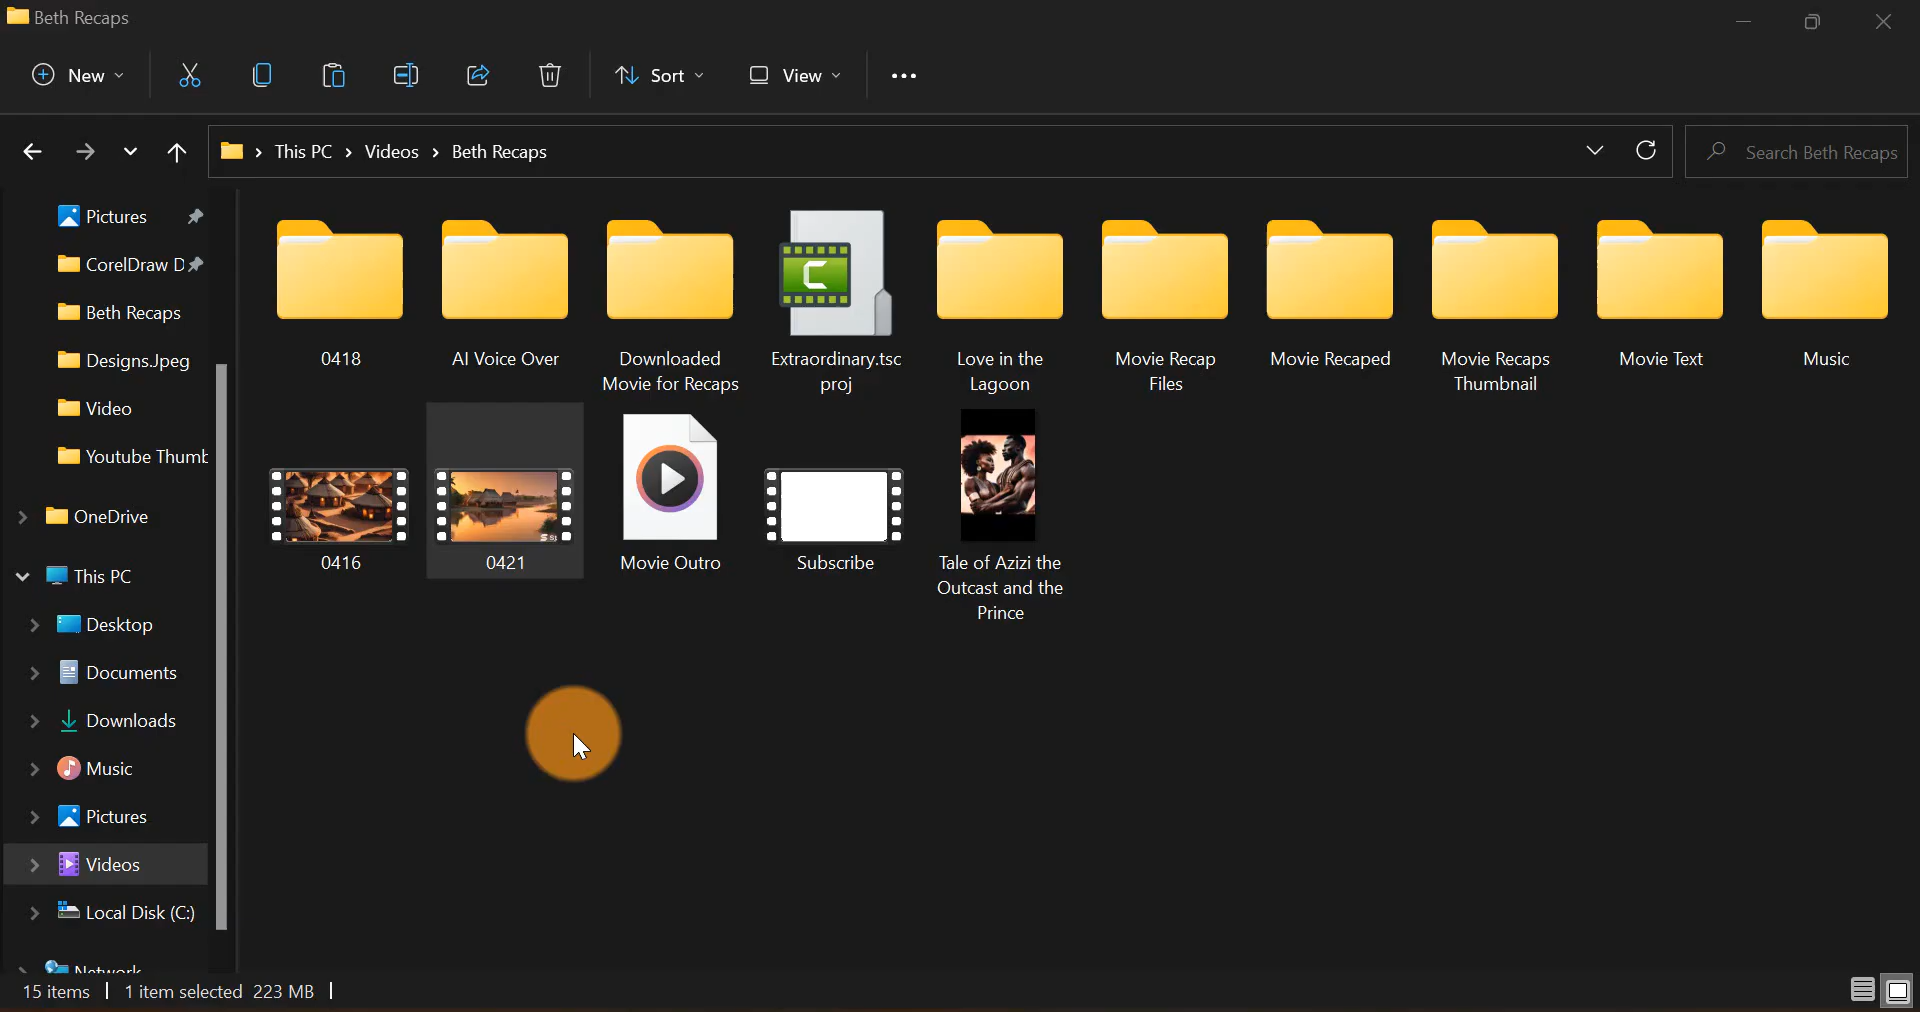 Beth Recaps
New
Sort
View
This PC
Videos
Beth Recaps
Search Beth Recaps
Pictures
CorelDraw D
Beth Recaps
Designs.Jpeg
Video
Youtube Thumb
OneDrive
This PC
Desktop
Documents
Downloads
Music
Pictures
Videos
Local Disk (C:)
Network
0418
AI Voice Over
Downloaded
Movie for Recaps
Extraordinary.tsc
proj
Love in the
Lagoon
Movie Recap
Files
Movie Recaped
Movie Recaps
Thumbnail
Movie Text
Music
0416
0421
Movie Outro
Subscribe
Tale of Azizi the
Outcast and the
Prince
15 items
1 item selected 223 MB